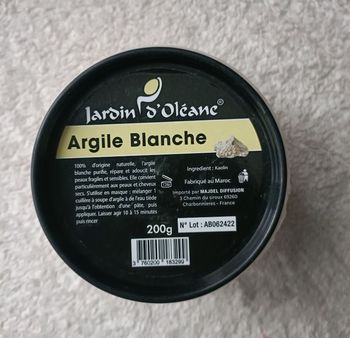 Jardin d'Oléane®
Argile Blanche
100% d'origine naturelle, l'argile
blanche purifie, répare et adoucit les
peaux fragiles et sensibles. Elle convient
particulièrement aux peaux et cheveux
secs. S'utilise en masque : mélanger 1
cuillère à soupe d'argile à de l'eau tiède
jusqu'à l'obtention d'une pâte, puis
appliquer. Laisser agir 10 à 15 minutes
puis rincer
Ingredient : Kaolin
Fabriqué au Maroc
Importé par MAJDEL DIFFUSION
3 Chemin du giroux 69260
Charbonnières - France
200g
N° Lot : AB062422
3 760200 183299